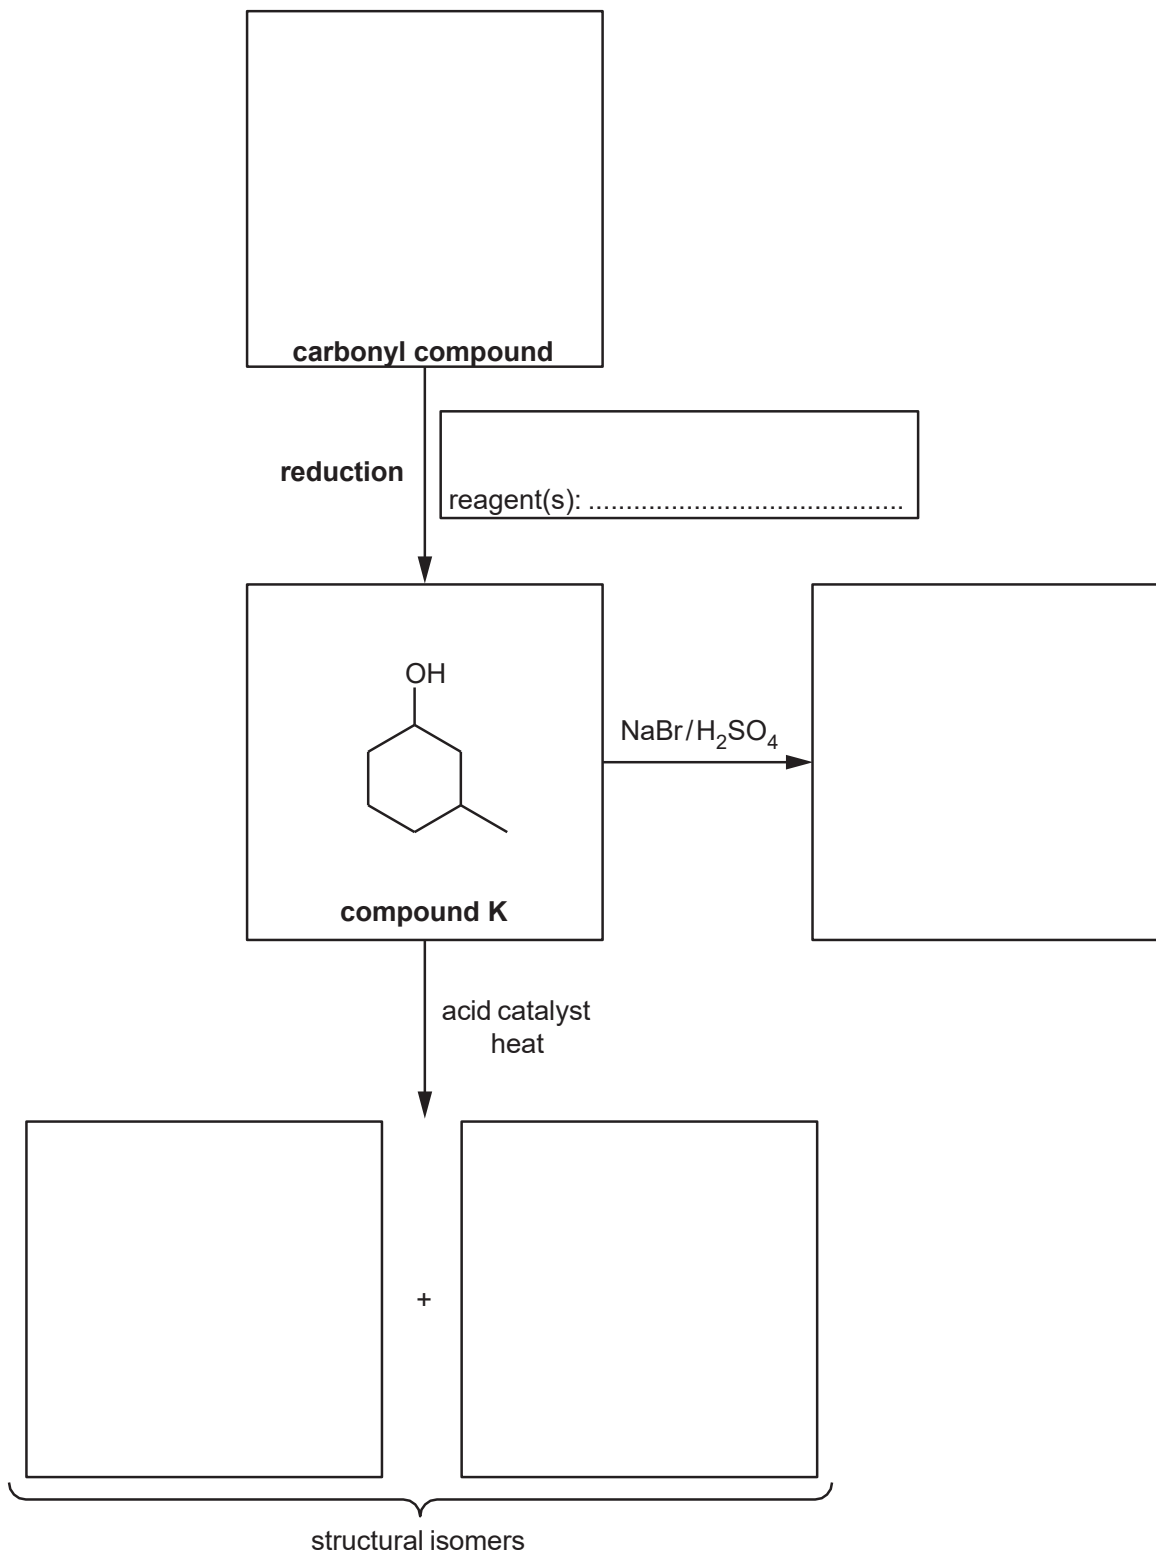 carbonyl compound
reduction
reagent(s): ..........................................
OH
NaBr/H₂SO₄
compound K
acid catalyst
heat
+
structural isomers